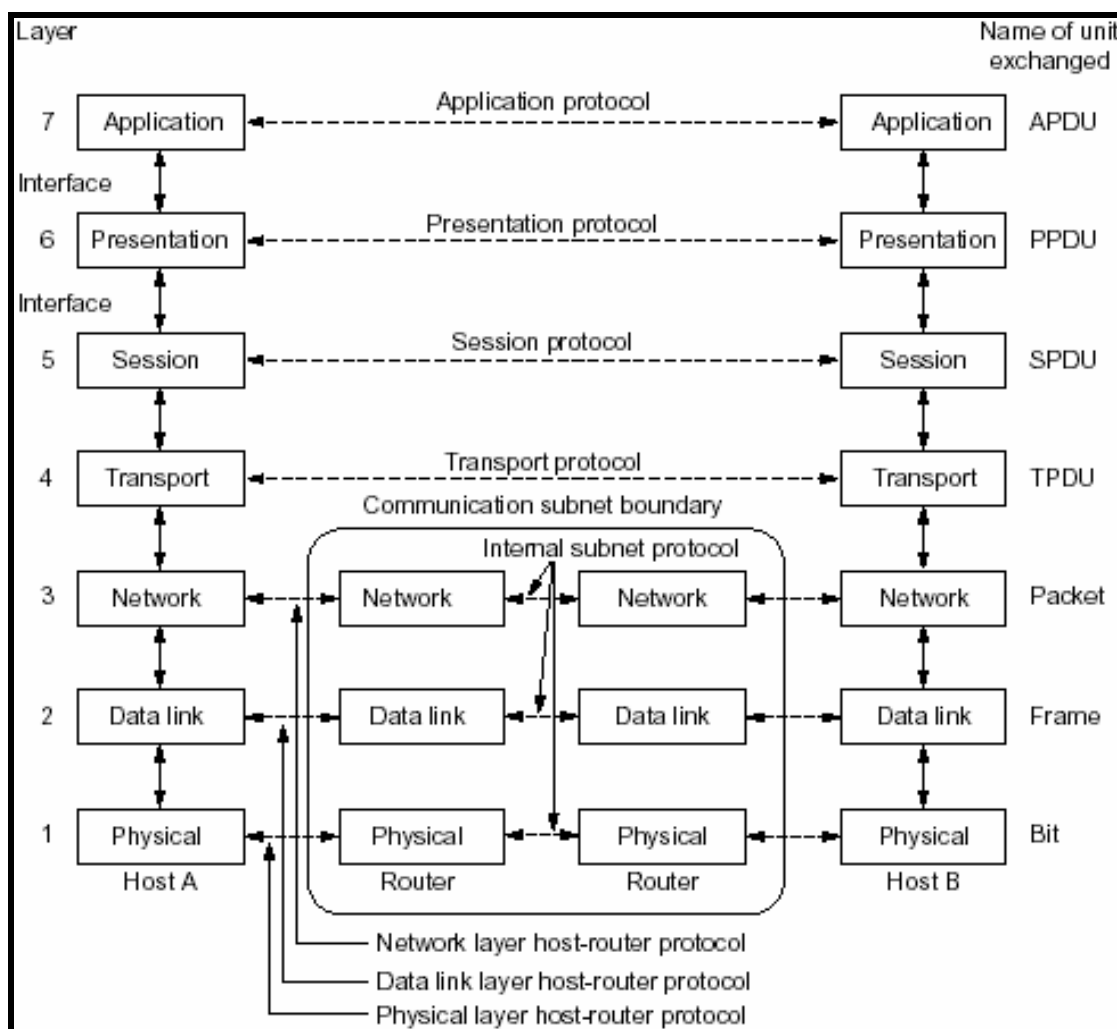 Layer
Name of unit
exchanged
Application protocol
7 Application Application APDU
Interface
Presentation protocol
6 Presentation Presentation PPDU
Interface
Session protocol
5 Session Session SPDU
Transport protocol
4 Transport Transport TPDU
Communication subnet boundary
Internal subnet protocol
3 Network Network Network Network Packet
2 Data link Data link Data link Data link Frame
1 Physical Physical Physical Physical Bit
Host A Router Router Host B
Network layer host-router protocol
Data link layer host-router protocol
Physical layer host-router protocol